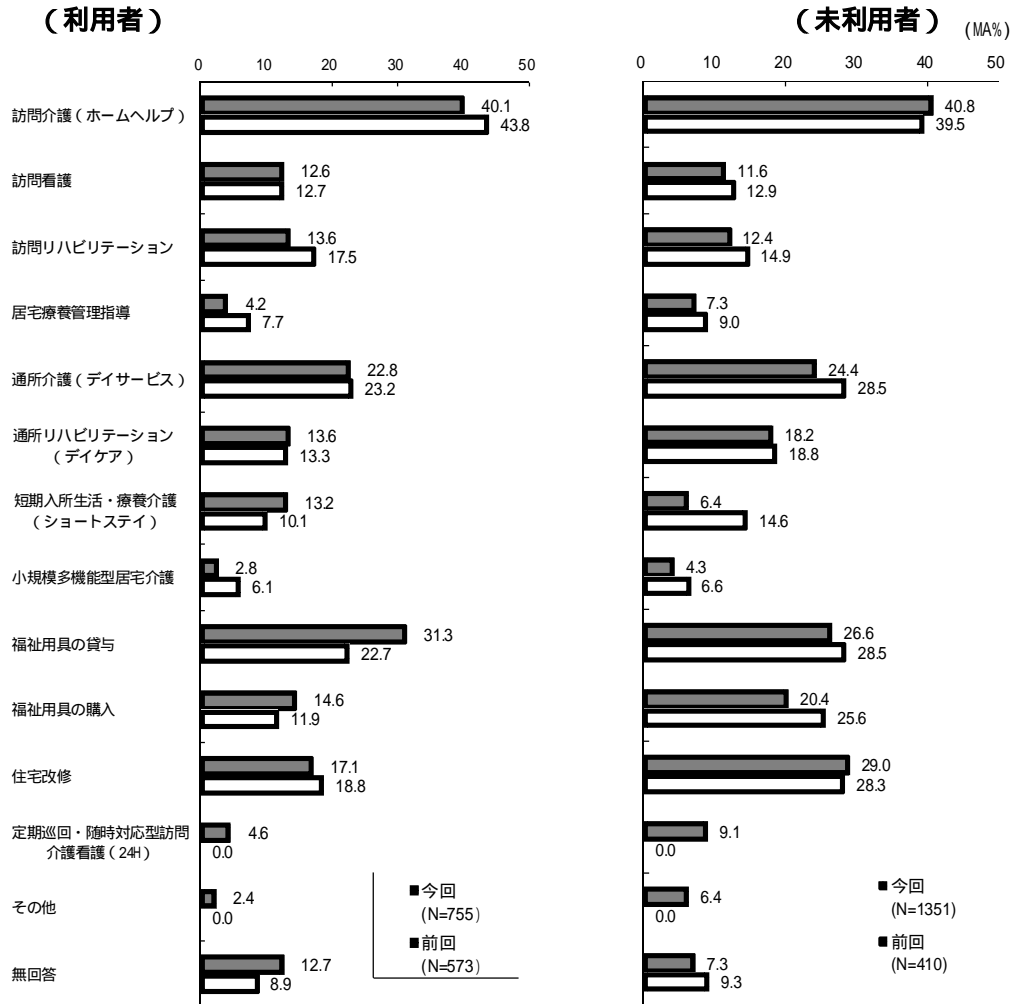 （利用者）
（未利用者）
(MA%)
0 10 20 30 40 50
0 10 20 30 40 50
訪問介護（ホームヘルプ）
40.1
43.8
40.8
39.5
訪問看護
12.6
12.7
11.6
12.9
訪問リハビリテーション
13.6
17.5
12.4
14.9
居宅療養管理指導
4.2
7.7
7.3
9.0
通所介護（デイサービス）
22.8
23.2
24.4
28.5
通所リハビリテーション
（デイケア）
13.6
13.3
18.2
18.8
短期入所生活・療養介護
（ショートステイ）
13.2
10.1
6.4
14.6
小規模多機能型居宅介護
2.8
6.1
4.3
6.6
福祉用具の貸与
31.3
22.7
26.6
28.5
福祉用具の購入
14.6
11.9
20.4
25.6
住宅改修
17.1
18.8
29.0
28.3
定期巡回・随時対応型訪問
介護看護（24H）
4.6
0.0
9.1
0.0
その他
2.4
0.0
6.4
0.0
無回答
12.7
8.9
7.3
9.3
■今回
(N=755)
■前回
(N=573)
■今回
(N=1351)
■前回
(N=410)